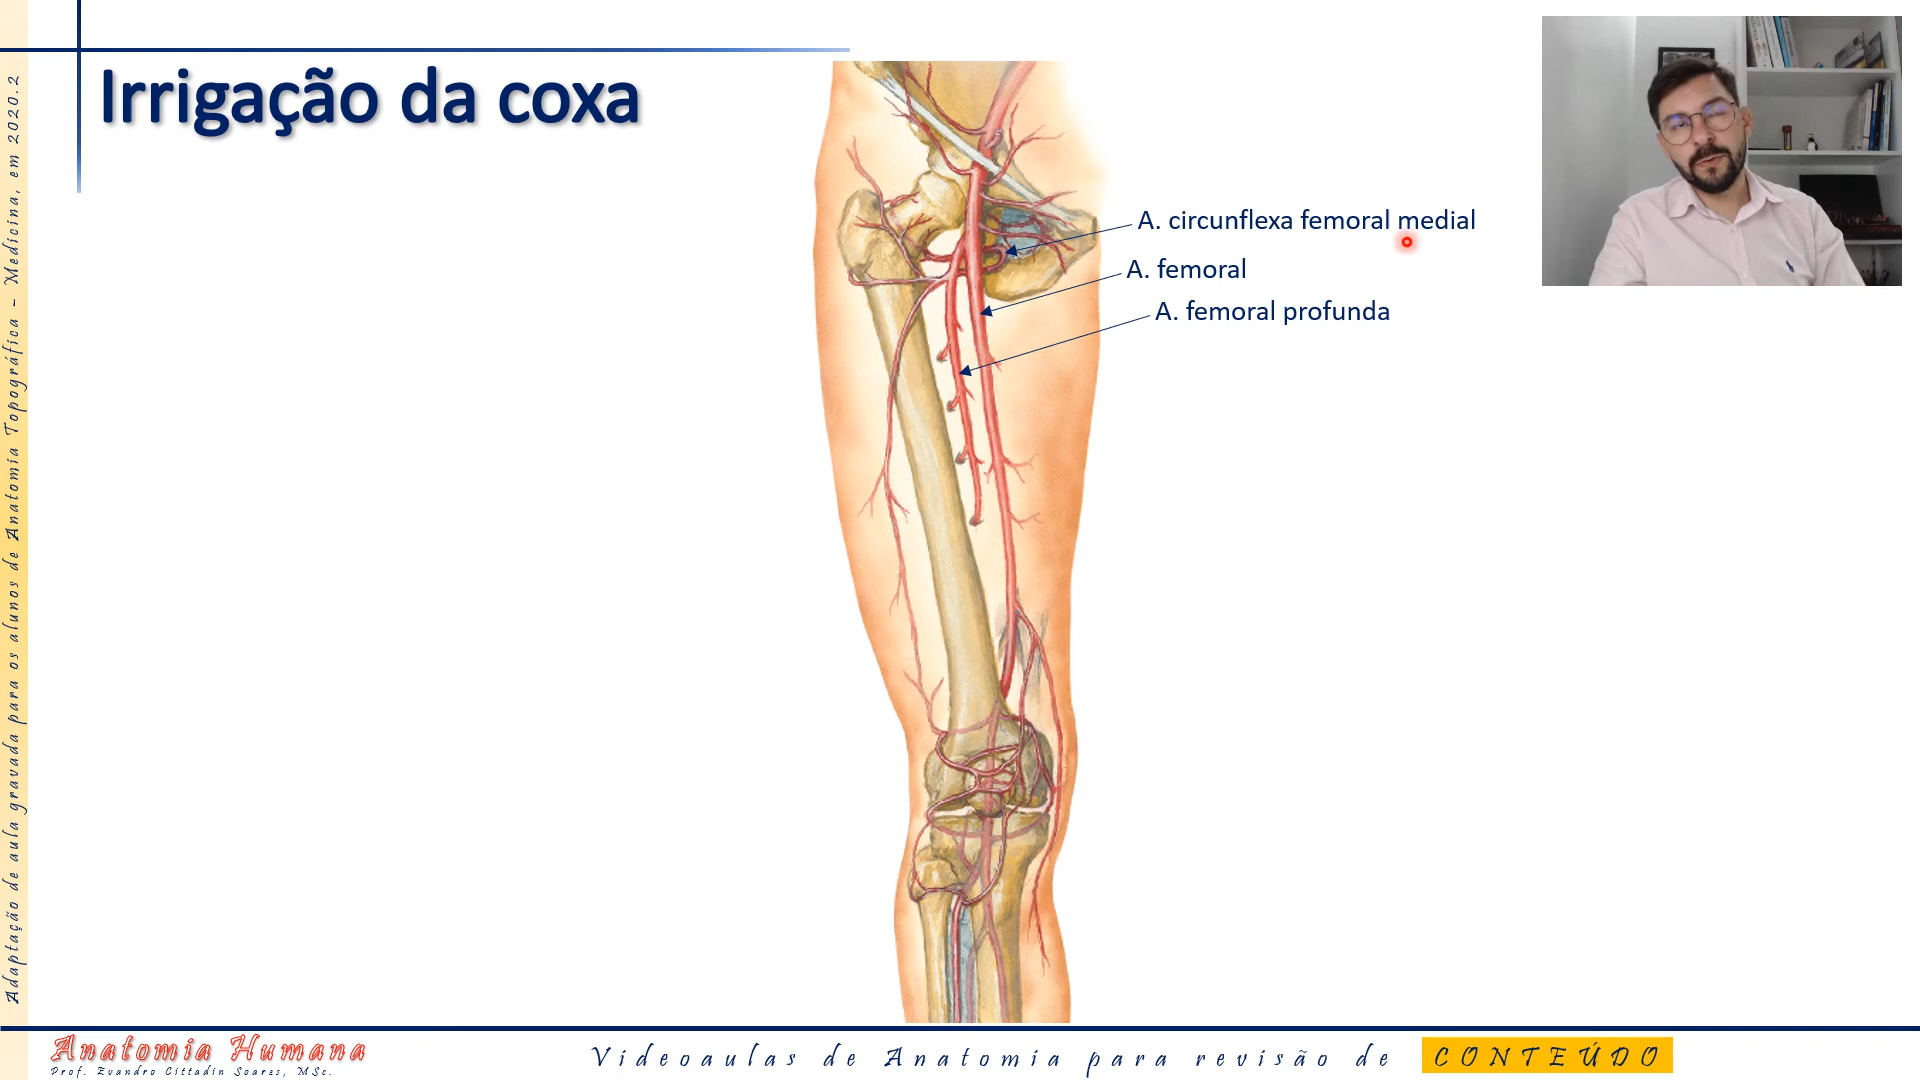 Irrigação da coxa
A. circunflexa femoral medial
A. femoral
A. femoral profunda
Adaptação de aula gravada para os alunos de Anatomia Topográfica – Medicina, em 2020.2
Anatomia Humana
Prof. Evandro Cittadin Soares, MSc.
Videoaulas de Anatomia para revisão de CONTEÚDO